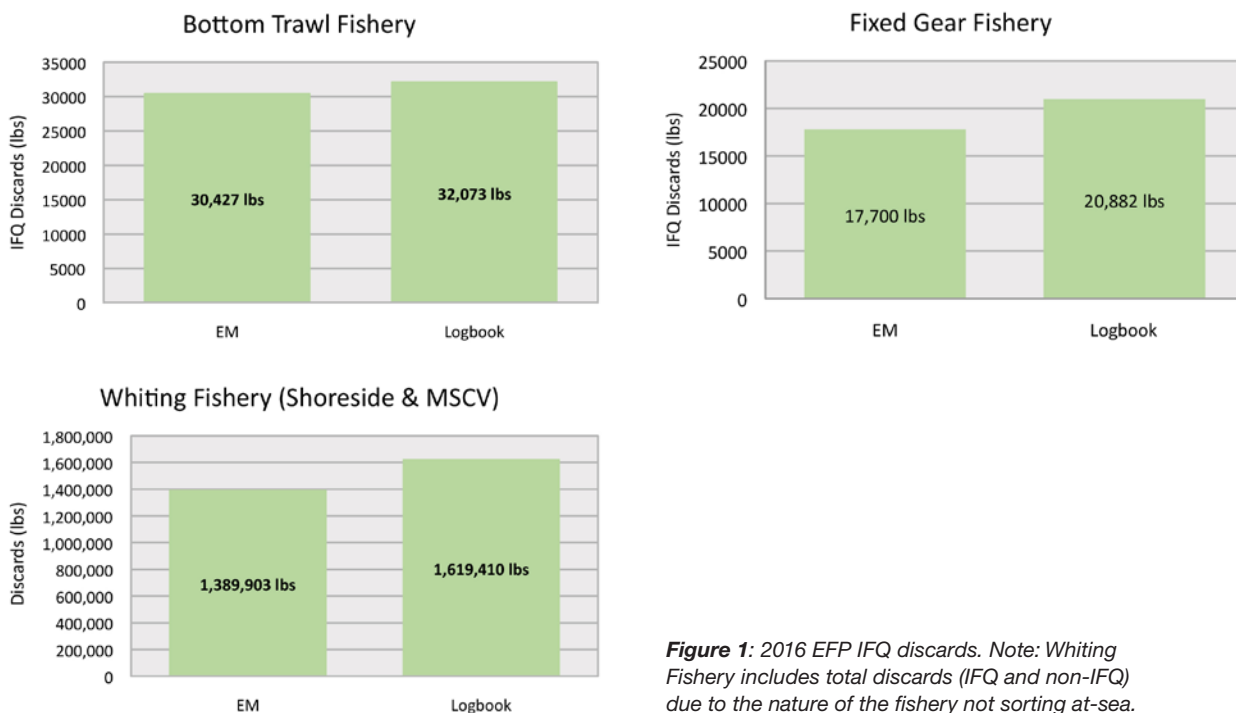 Bottom Trawl Fishery
IFQ Discards (lbs)
35000
30000
25000
20000
15000
10000
5000
0
30,427 lbs
32,073 lbs
EM
Logbook
Fixed Gear Fishery
IFQ Discards (lbs)
25000
20000
15000
10000
5000
0
17,700 lbs
20,882 lbs
EM
Logbook
Whiting Fishery (Shoreside & MSCV)
Discards (lbs)
1,800,000
1,600,000
1,400,000
1,200,000
1,000,000
800,000
600,000
400,000
200,000
0
1,389,903 lbs
1,619,410 lbs
EM
Logbook
Figure 1: 2016 EFP IFQ discards. Note: Whiting
Fishery includes total discards (IFQ and non-IFQ)
due to the nature of the fishery not sorting at-sea.